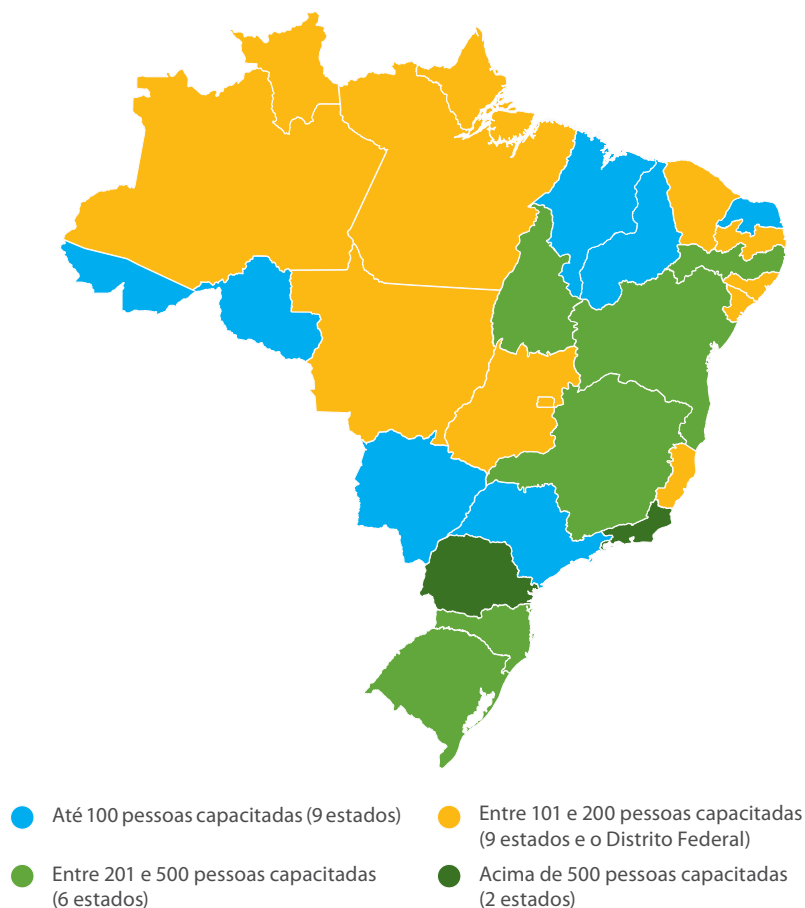 Até 100 pessoas capacitadas (9 estados)
Entre 101 e 200 pessoas capacitadas
(9 estados e o Distrito Federal)
Entre 201 e 500 pessoas capacitadas
(6 estados)
Acima de 500 pessoas capacitadas
(2 estados)